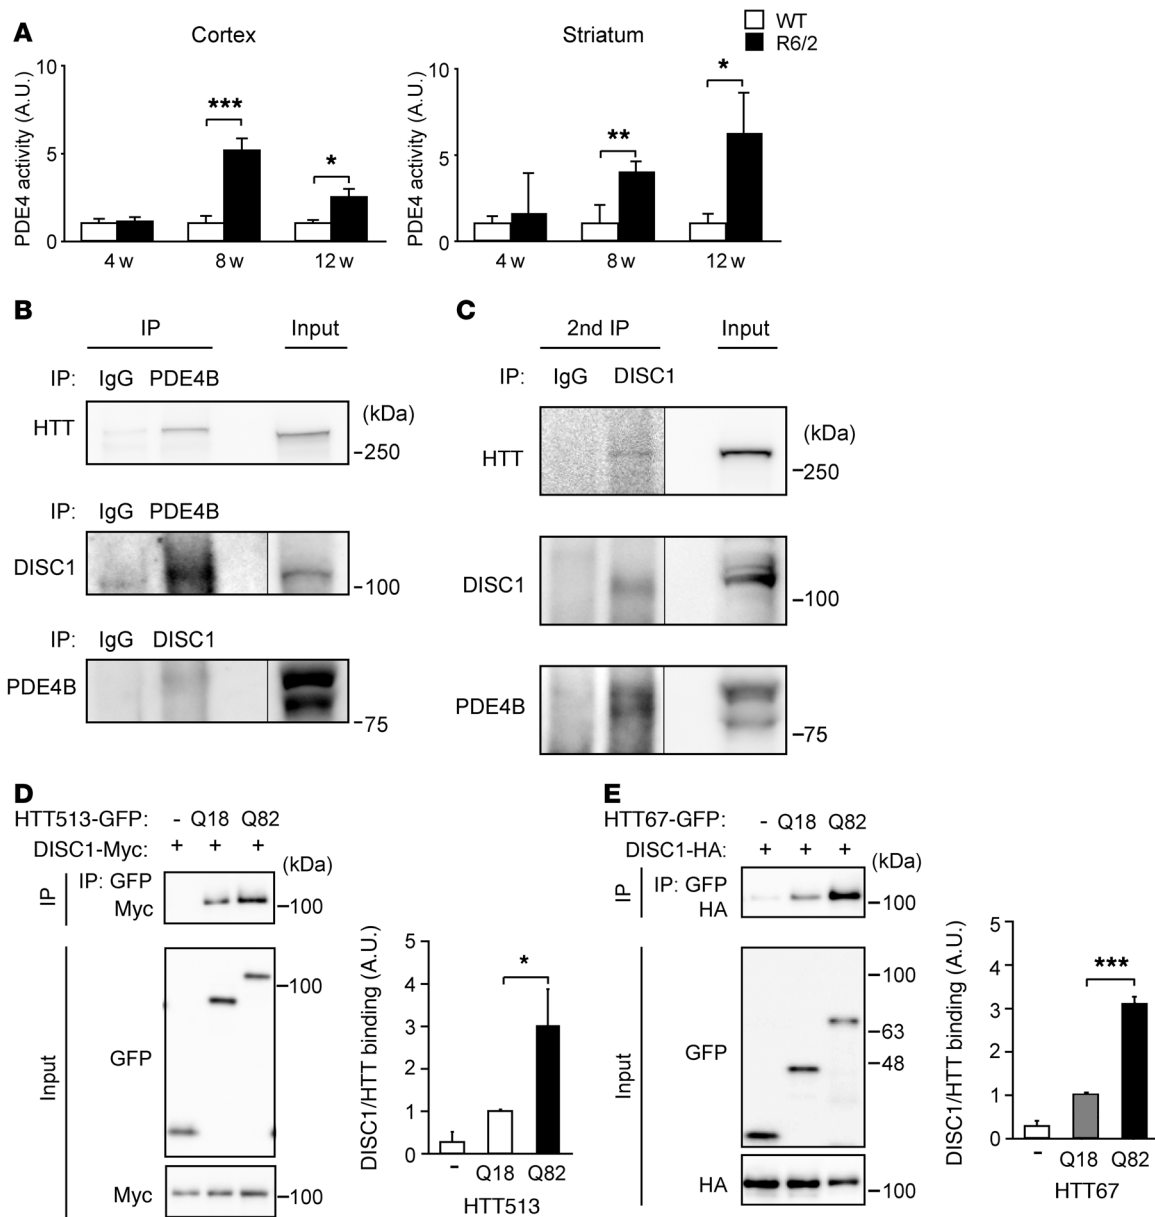 A
Cortex
Striatum
WT
R6/2
PDE4 activity (A.U.)
10
5
0
***
*
4 w
8 w
12 w
PDE4 activity (A.U.)
10
5
0
**
*
4 w
8 w
12 w
B
IP
Input
IP: IgG PDE4B
HTT
(kDa)
-250
IP: IgG PDE4B
DISC1
-100
IP: IgG DISC1
PDE4B
-75
C
2nd IP
Input
IP: IgG DISC1
HTT
(kDa)
-250
DISC1
-100
PDE4B
-75
D
HTT513-GFP: - Q18 Q82
DISC1-Myc: + + +
(kDa)
IP
IP: GFP
Myc
-100
Input
GFP
-100
Myc
-100
DISC1/HTT binding (A.U.)
5
4
3
2
1
0
*
- Q18 Q82
HTT513
E
HTT67-GFP: - Q18 Q82
DISC1-HA: + + +
(kDa)
IP
IP: GFP
HA
-100
Input
GFP
-100
-63
-48
HA
-100
DISC1/HTT binding (A.U.)
5
4
3
2
1
0
***
- Q18 Q82
HTT67